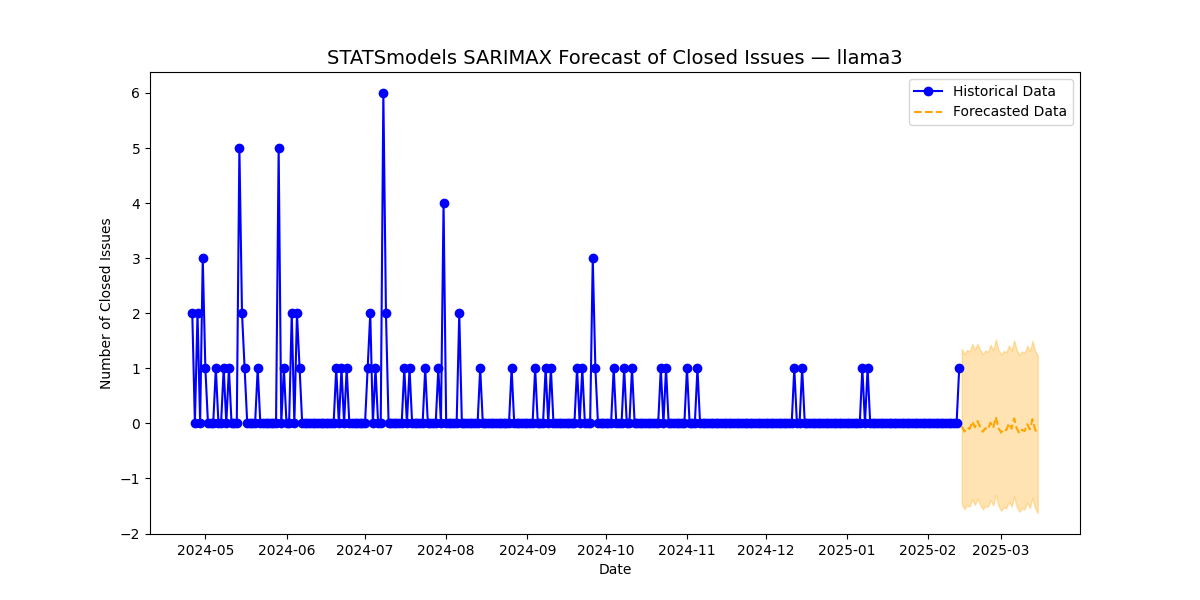 STATSmodels SARIMAX Forecast of Closed Issues — llama3
Historical Data
Forecasted Data
Number of Closed Issues
6
5
4
3
2
1
0
−1
−2
2024-05 2024-06 2024-07 2024-08 2024-09 2024-10 2024-11 2024-12 2025-01 2025-02 2025-03
Date